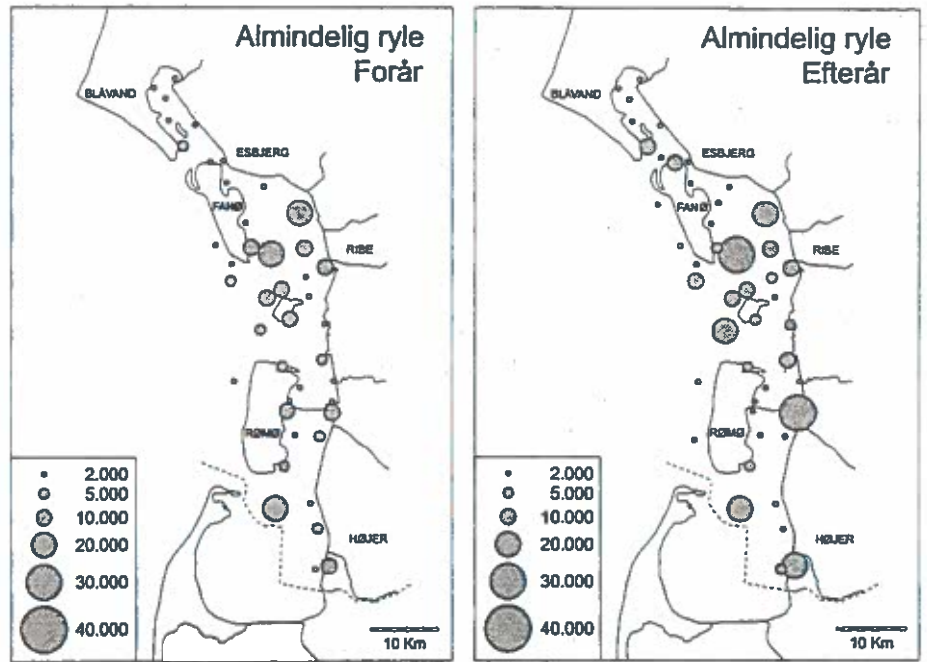 Almindelig ryle
Forår
BLÅVAND
ESBJERG
FANØ
RIBE
RØMØ
HØJER
2.000
5.000
10.000
20.000
30.000
40.000
10 Km
Almindelig ryle
Efterår
BLÅVAND
ESBJERG
FANØ
RIBE
RØMØ
HØJER
2.000
5.000
10.000
20.000
30.000
40.000
10 Km